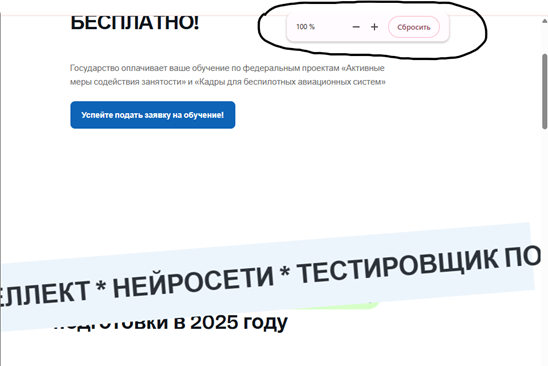 БЕСПЛАТНО!
100 %
Сбросить
Государство оплачивает ваше обучение по федеральным проектам «Активные
меры содействия занятости» и «Кадры для беспилотных авиационных систем»
Успейте подать заявку на обучение!
ЕЛЛЕКТ * НЕЙРОСЕТИ * ТЕСТИРОВЩИК ПО
подготовки в 2025 году